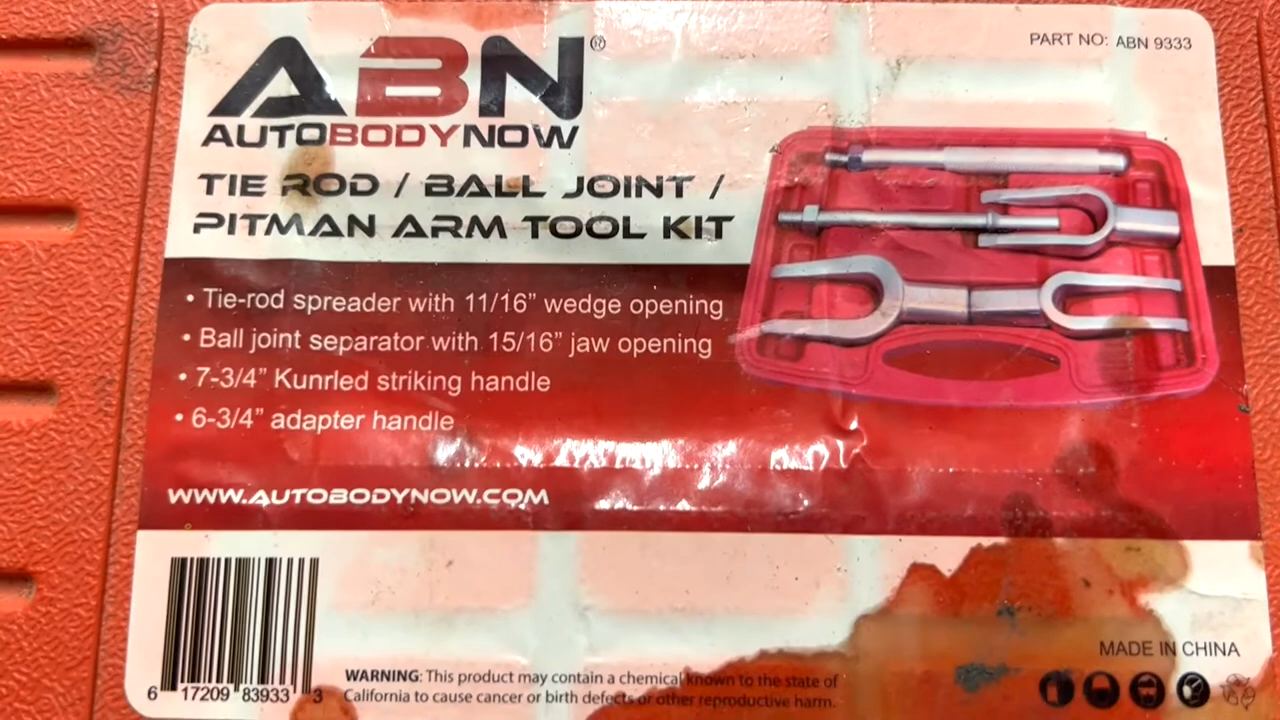 ABN®
AUTOBODYNOW
PART NO: ABN 9333
TIE ROD / BALL JOINT /
PITMAN ARM TOOL KIT
• Tie-rod spreader with 11/16” wedge opening
• Ball joint separator with 15/16” jaw opening
• 7-3/4” Kunrled striking handle
• 6-3/4” adapter handle
WWW.AUTOBODYNOW.COM
6 17209 83933 3
WARNING: This product may contain a chemical known to the state of
California to cause cancer or birth defects or other reproductive harm.
MADE IN CHINA